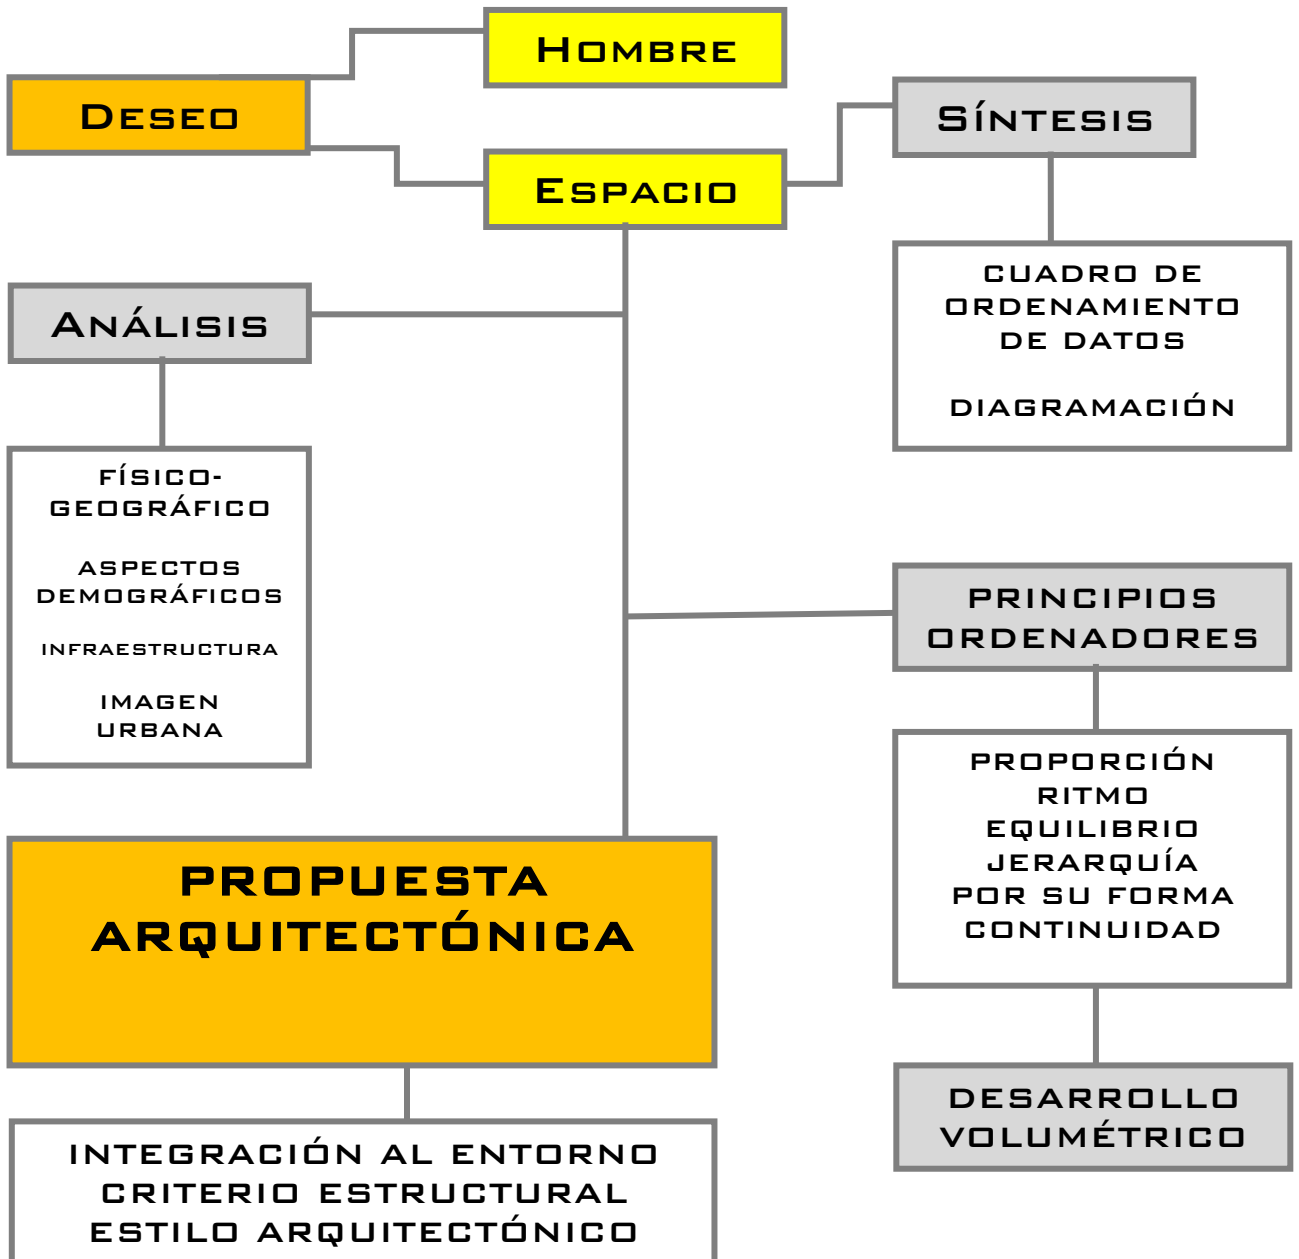 Hombre
Deseo
Síntesis
Espacio
CUADRO DE
ORDENAMIENTO
DE DATOS
DIAGRAMACIÓN
Análisis
FÍSICO-
GEOGRÁFICO
ASPECTOS
DEMOGRÁFICOS
INFRAESTRUCTURA
IMAGEN
URBANA
PRINCIPIOS
ORDENADORES
PROPORCIÓN
RITMO
EQUILIBRIO
JERARQUÍA
POR SU FORMA
CONTINUIDAD
PROPUESTA
ARQUITECTÓNICA
DESARROLLO
VOLUMÉTRICO
INTEGRACIÓN AL ENTORNO
CRITERIO ESTRUCTURAL
ESTILO ARQUITECTÓNICO